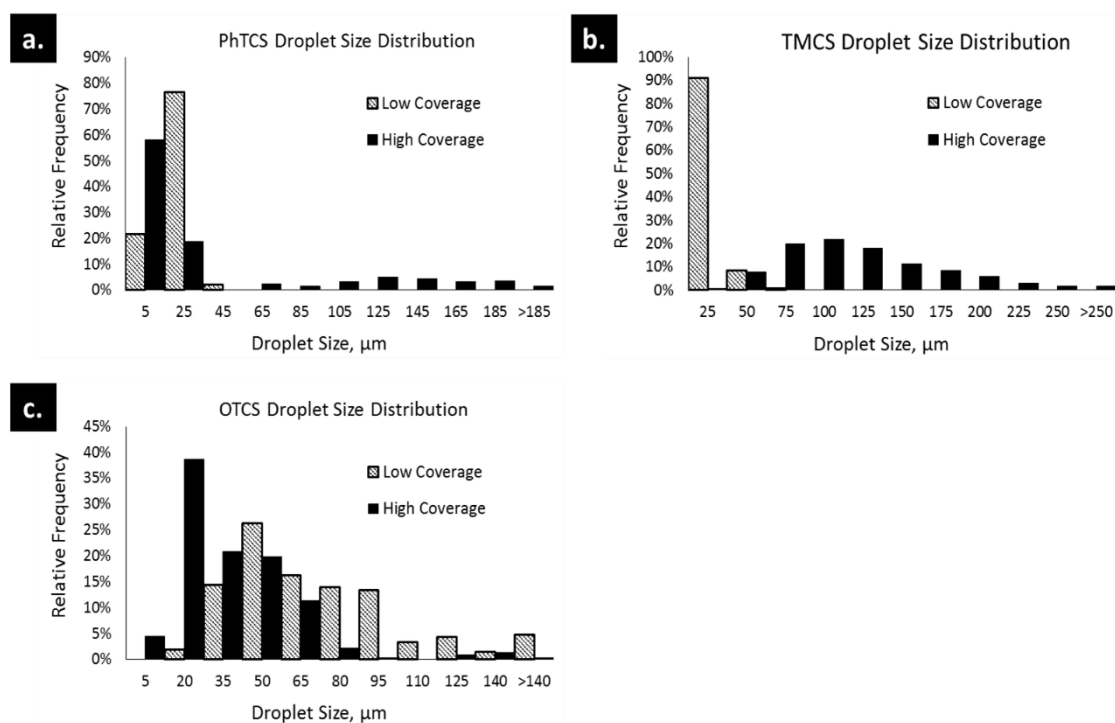 a.
PhTCS Droplet Size Distribution
90%
80%
70%
60%
50%
40%
30%
20%
10%
0%
Relative Frequency
Low Coverage
High Coverage
5 25 45 65 85 105 125 145 165 185 >185
Droplet Size, μm
b.
TMCS Droplet Size Distribution
100%
90%
80%
70%
60%
50%
40%
30%
20%
10%
0%
Relative Frequency
Low Coverage
High Coverage
25 50 75 100 125 150 175 200 225 250 >250
Droplet Size, μm
c.
OTCS Droplet Size Distribution
45%
40%
35%
30%
25%
20%
15%
10%
5%
0%
Relative Frequency
Low Coverage
High Coverage
5 20 35 50 65 80 95 110 125 140 >140
Droplet Size, μm